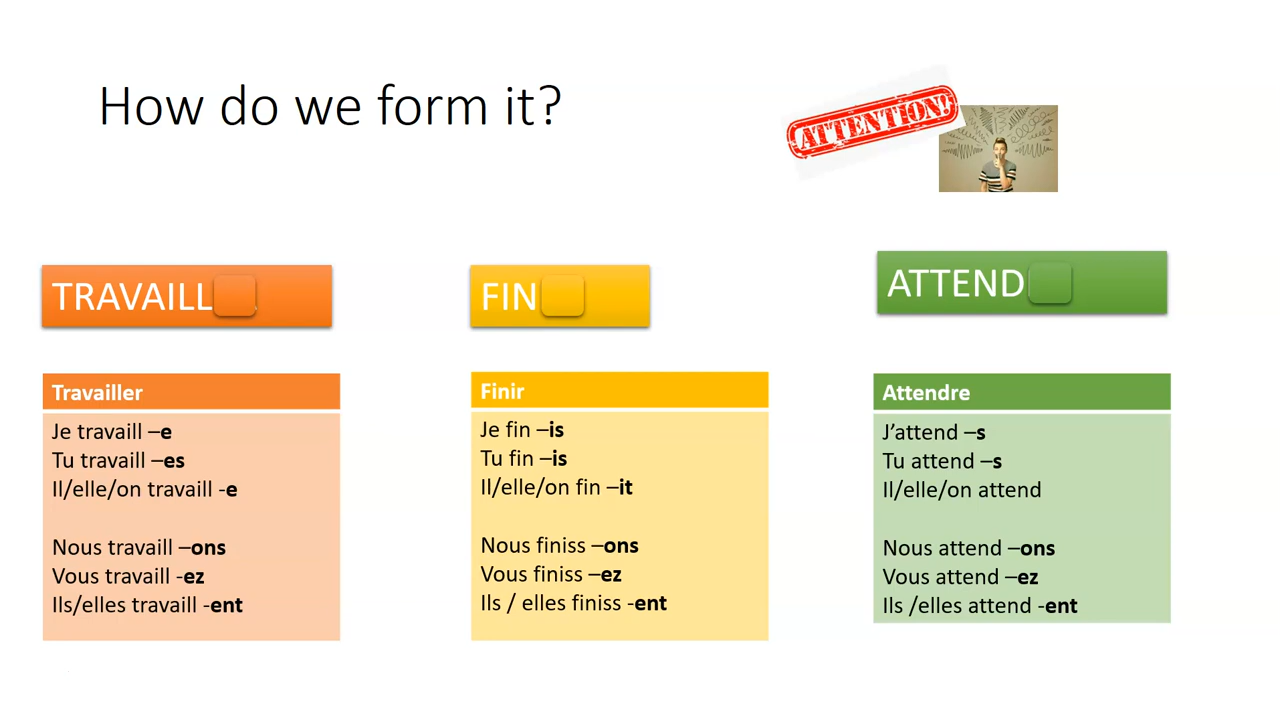 How do we form it?
ATTENTION!
TRAVAILL
FIN
ATTEND
Travailler
Je travaill –e
Tu travaill –es
Il/elle/on travaill -e
Nous travaill –ons
Vous travaill -ez
Ils/elles travaill -ent
Finir
Je fin –is
Tu fin –is
Il/elle/on fin –it
Nous finiss –ons
Vous finiss –ez
Ils / elles finiss -ent
Attendre
J’attend –s
Tu attend –s
Il/elle/on attend
Nous attend –ons
Vous attend –ez
Ils /elles attend -ent